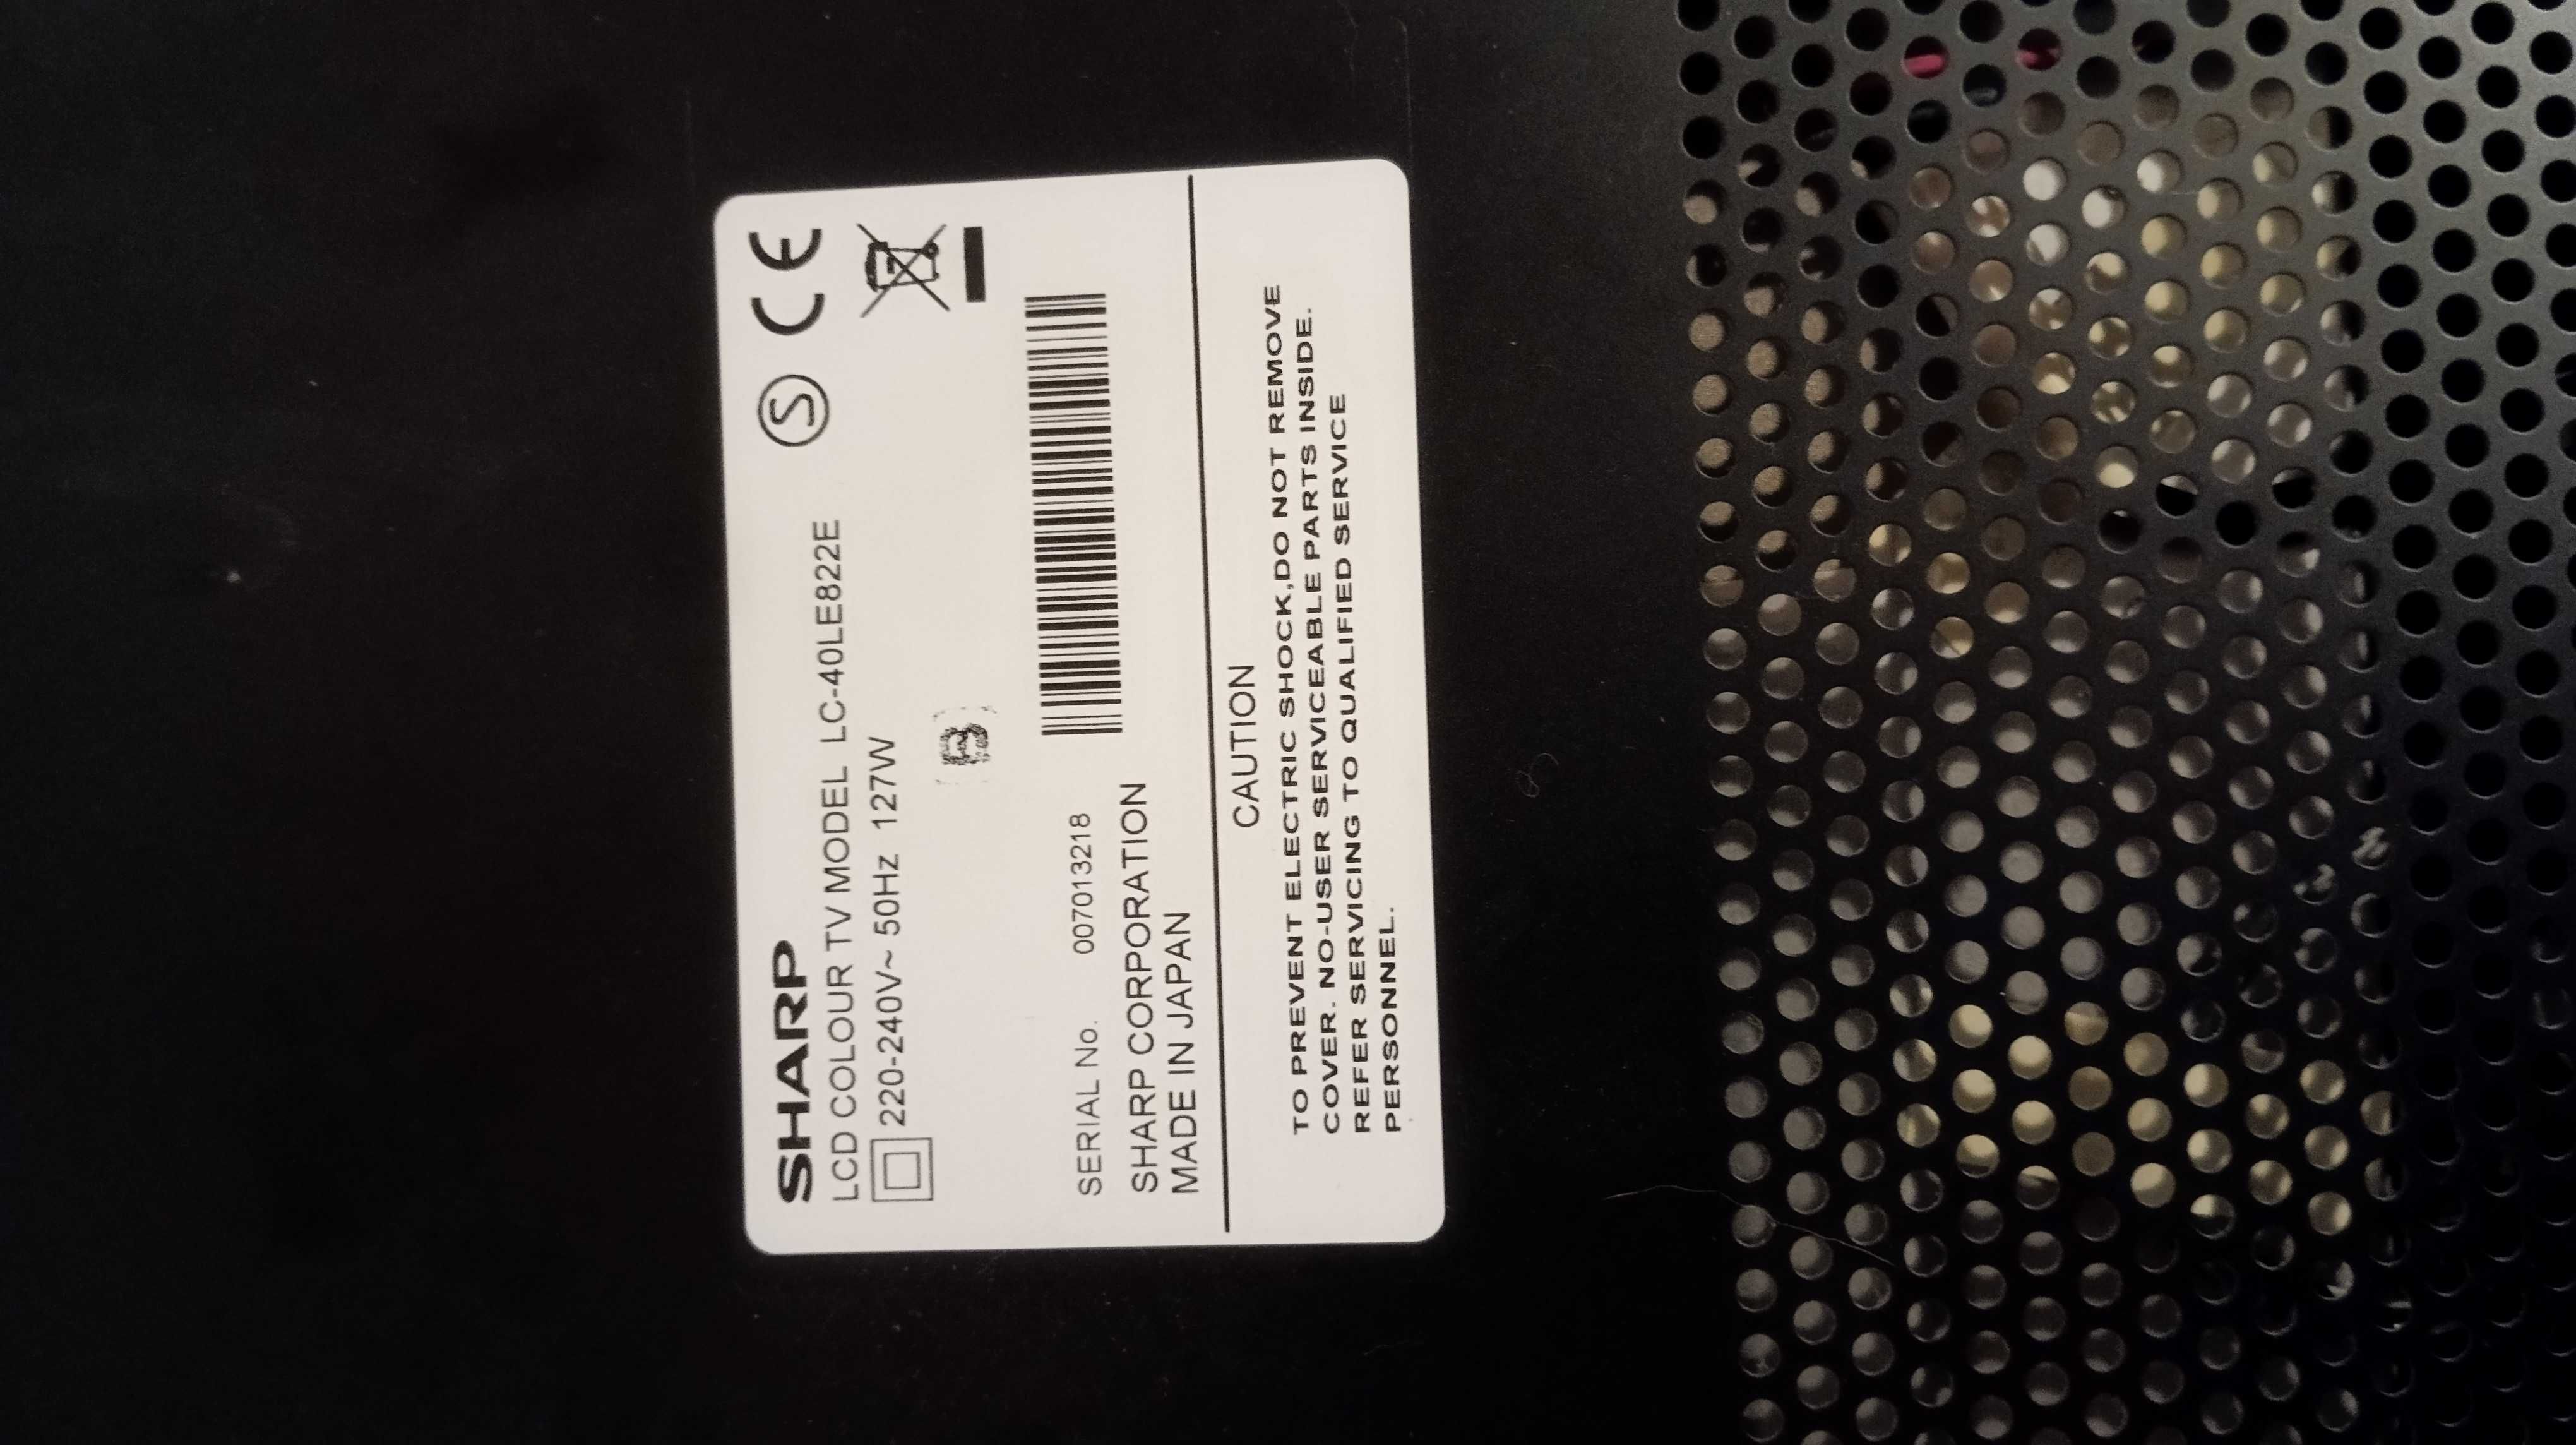 SHARP
LCD COLOUR TV MODEL LC-40LE822E
220-240V~ 50Hz 127W
S CE
B
SERIAL No. 007013218
SHARP CORPORATION
MADE IN JAPAN
CAUTION
TO PREVENT ELECTRIC SHOCK,DO NOT REMOVE
COVER. NO-USER SERVICEABLE PARTS INSIDE.
REFER SERVICING TO QUALIFIED SERVICE
PERSONNEL.